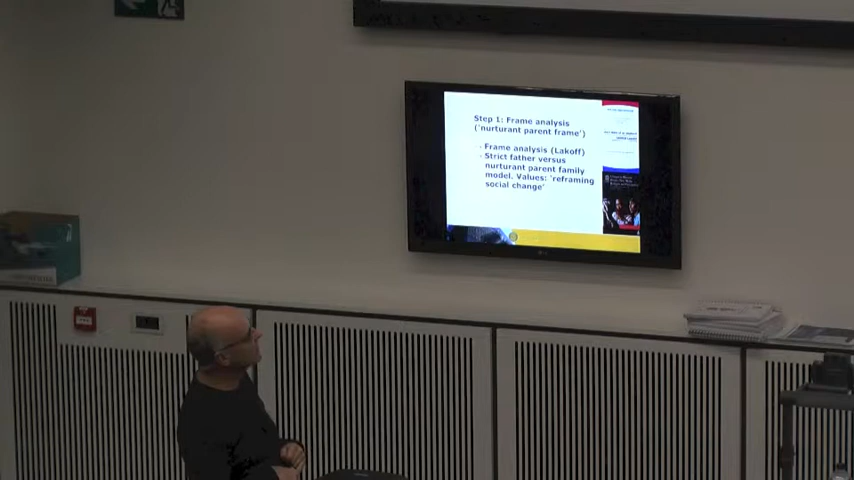 Step 1: Frame analysis
('nurturant parent frame')
- Frame analysis (Lakoff)
- Strict father versus
nurturant parent family
model. Values: 'reframing
social change'